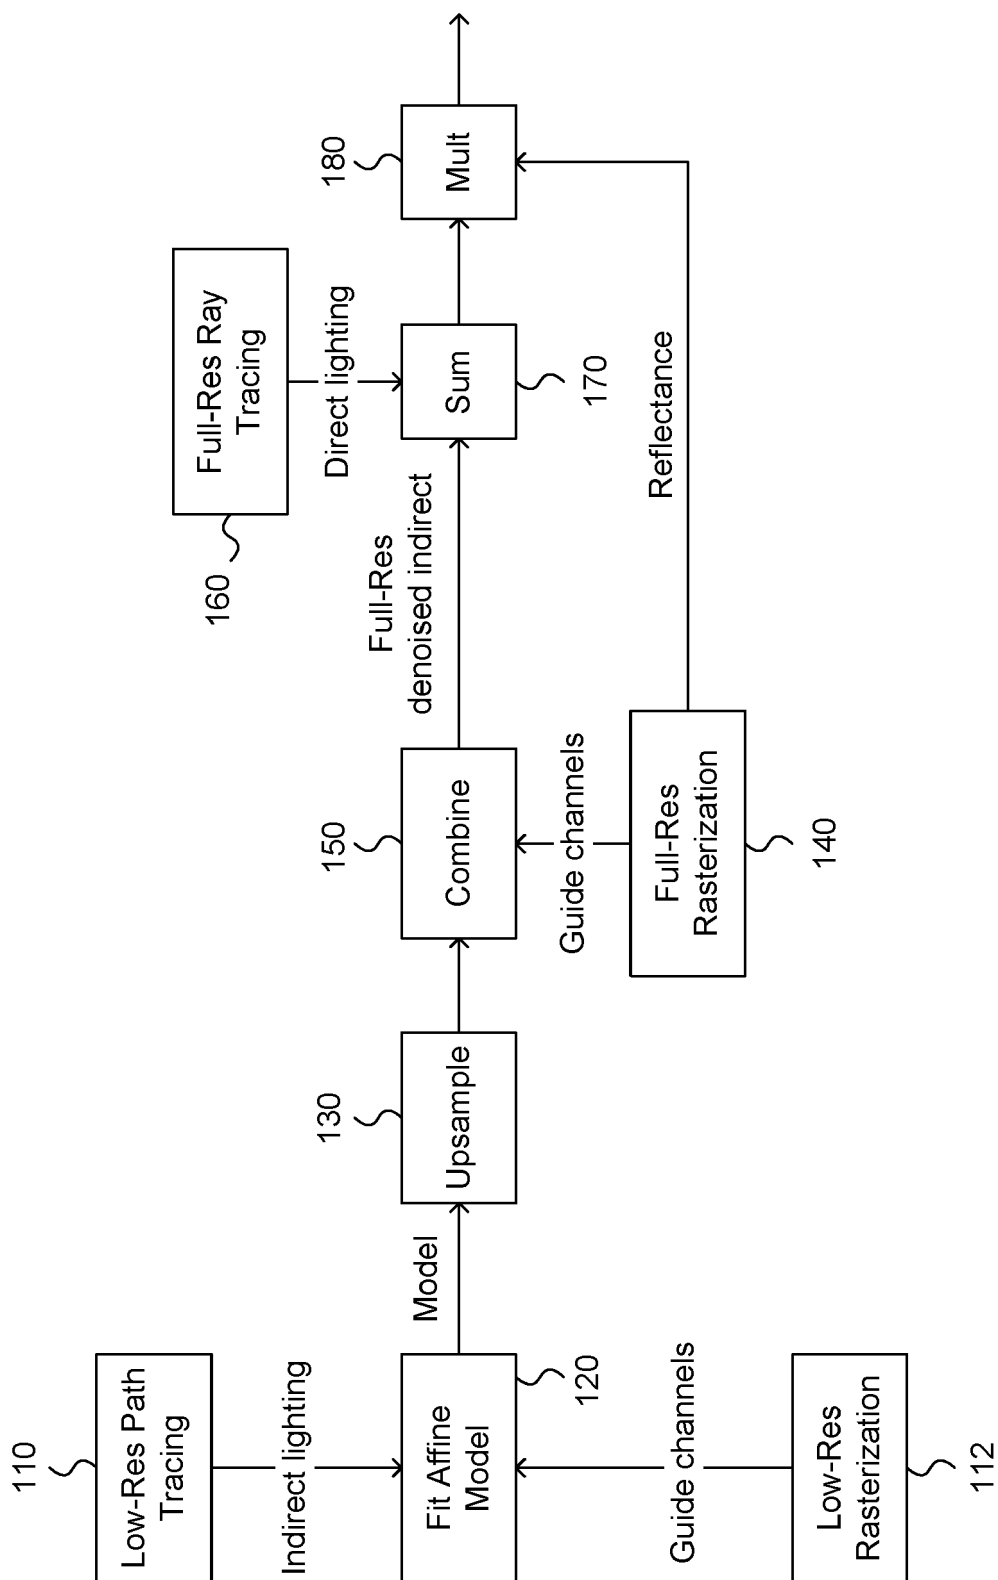 110
Low-Res Path
Tracing
Indirect lighting
Fit Affine
Model
120
Guide channels
Low-Res
Rasterization
112
Model
130
Upsample
150
Combine
Guide channels
Full-Res
Rasterization
140
Full-Res
denoised indirect
160
Full-Res Ray
Tracing
Direct lighting
Sum
170
Reflectance
180
Mult